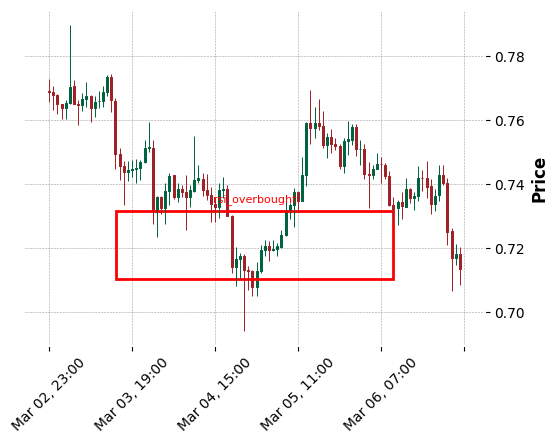 0.78
0.76
0.74
0.72
0.70
Price
rsi_overbought
Mar 02, 23:00
Mar 03, 19:00
Mar 04, 15:00
Mar 05, 11:00
Mar 06, 07:00